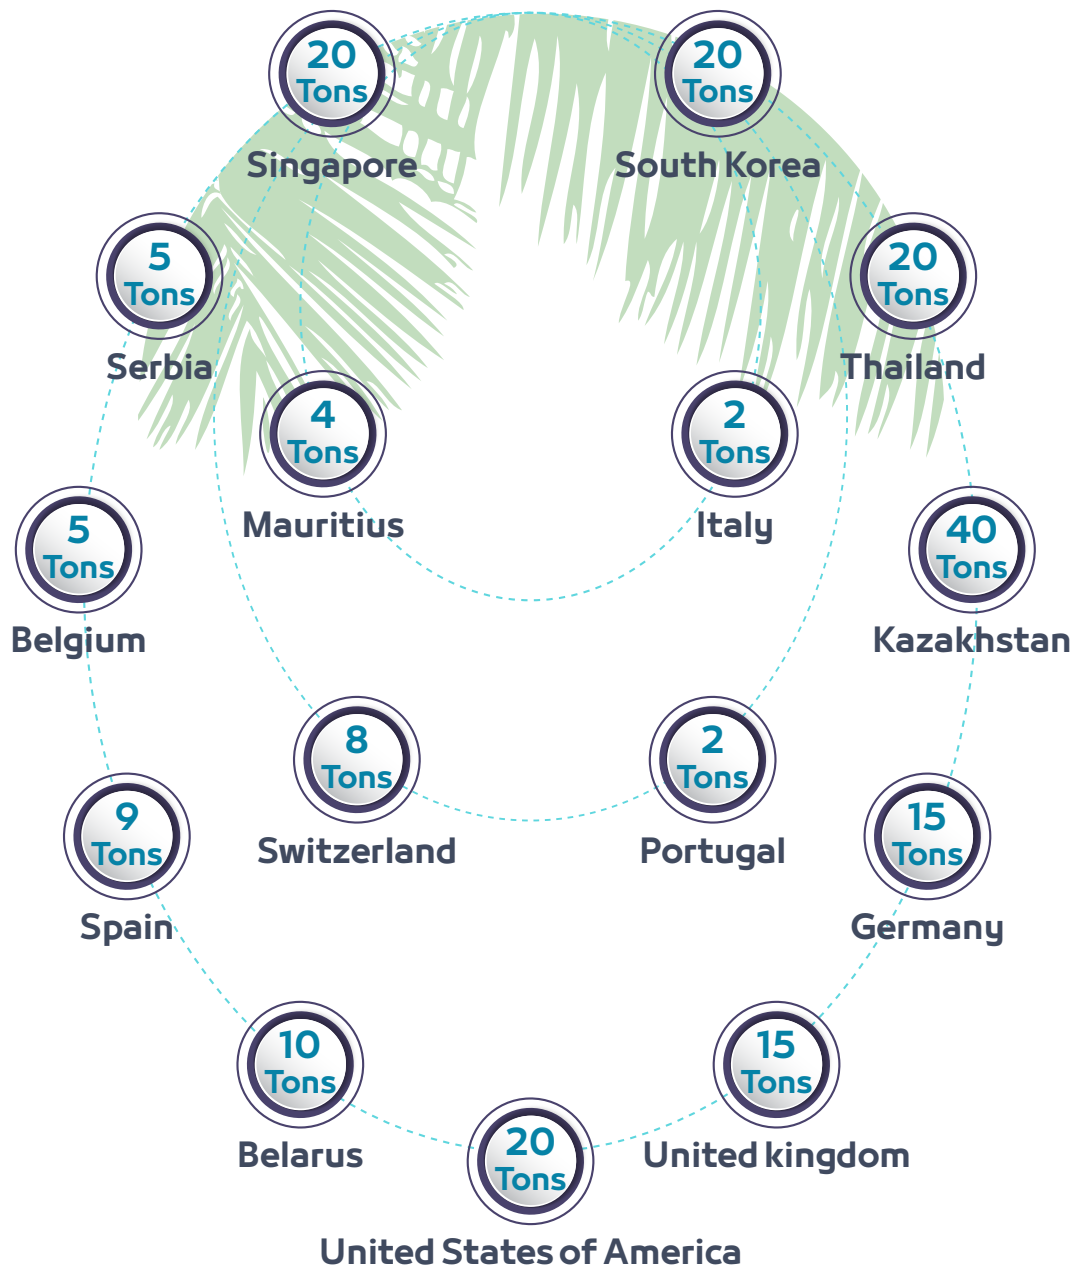 20
Tons
Singapore
20
Tons
South Korea
5
Tons
Serbia
20
Tons
Thailand
4
Tons
Mauritius
2
Tons
Italy
5
Tons
Belgium
40
Tons
Kazakhstan
8
Tons
Switzerland
2
Tons
Portugal
9
Tons
Spain
15
Tons
Germany
10
Tons
Belarus
15
Tons
United kingdom
20
Tons
United States of America